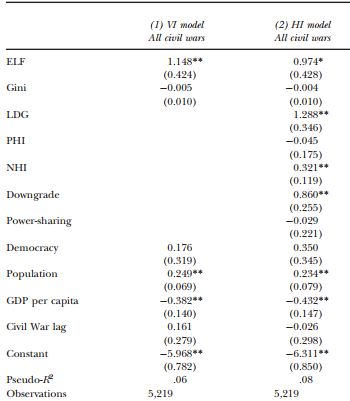 (1) VI model (2) HI model
All civil wars All civil wars
ELF 1.148** 0.974*
(0.424) (0.428)
Gini −0.005 −0.004
(0.010) (0.010)
LDG 1.288**
(0.346)
PHI −0.045
(0.175)
NHI 0.321**
(0.119)
Downgrade 0.860**
(0.255)
Power-sharing −0.029
(0.221)
Democracy 0.176 0.350
(0.319) (0.345)
Population 0.249** 0.234**
(0.069) (0.079)
GDP per capita −0.382** −0.432**
(0.140) (0.147)
Civil War lag 0.161 −0.026
(0.279) (0.298)
Constant −5.968** −6.311**
(0.782) (0.850)
Pseudo-R² .06 .08
Observations 5,219 5,219